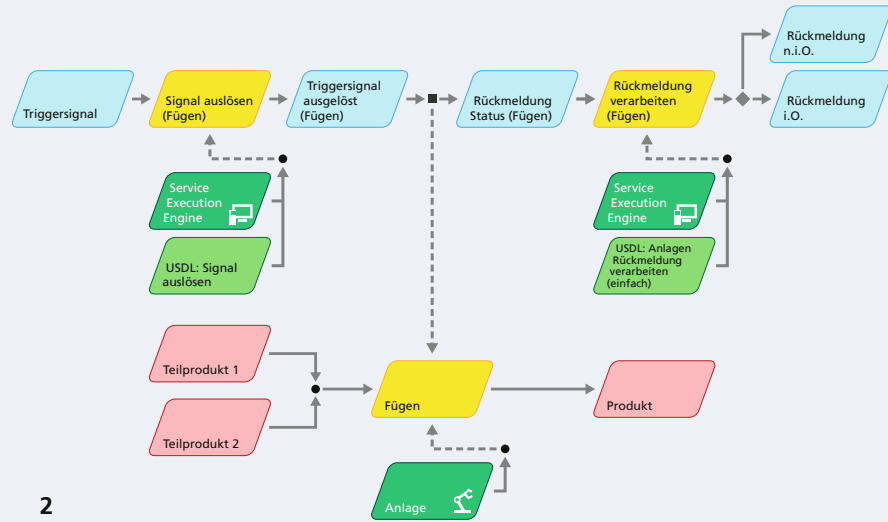 Rückmeldung
n.i.O.
Triggersignal
Signal auslösen
(Fügen)
Triggersignal
ausgelöst
(Fügen)
Rückmeldung
Status (Fügen)
Rückmeldung
verarbeiten
(Fügen)
Rückmeldung
i.O.
Service
Execution
Engine
Service
Execution
Engine
USDL: Signal
auslösen
USDL: Anlagen
Rückmeldung
verarbeiten
(einfach)
Teilprodukt 1
Teilprodukt 2
Fügen
Produkt
Anlage
2